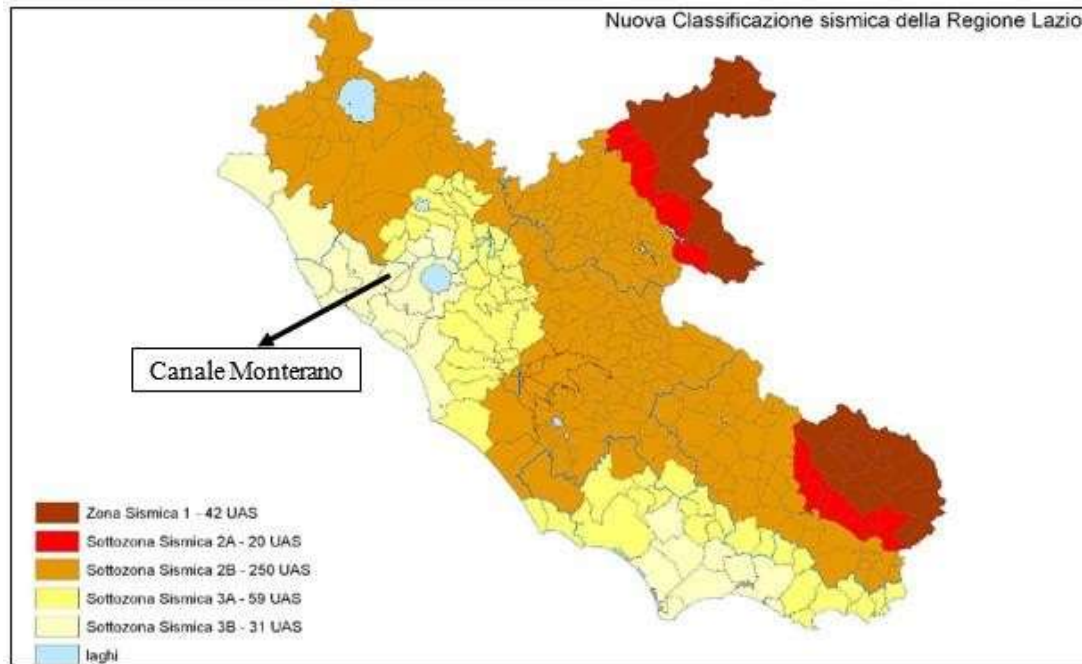 Nuova Classificazione sismica della Regione Lazio
Canale Monterano
Zona Sismica 1 - 42 UAS
Sottozona Sismica 2A - 20 UAS
Sottozona Sismica 2B - 250 UAS
Sottozona Sismica 3A - 59 UAS
Sottozona Sismica 3B - 31 UAS
laghi